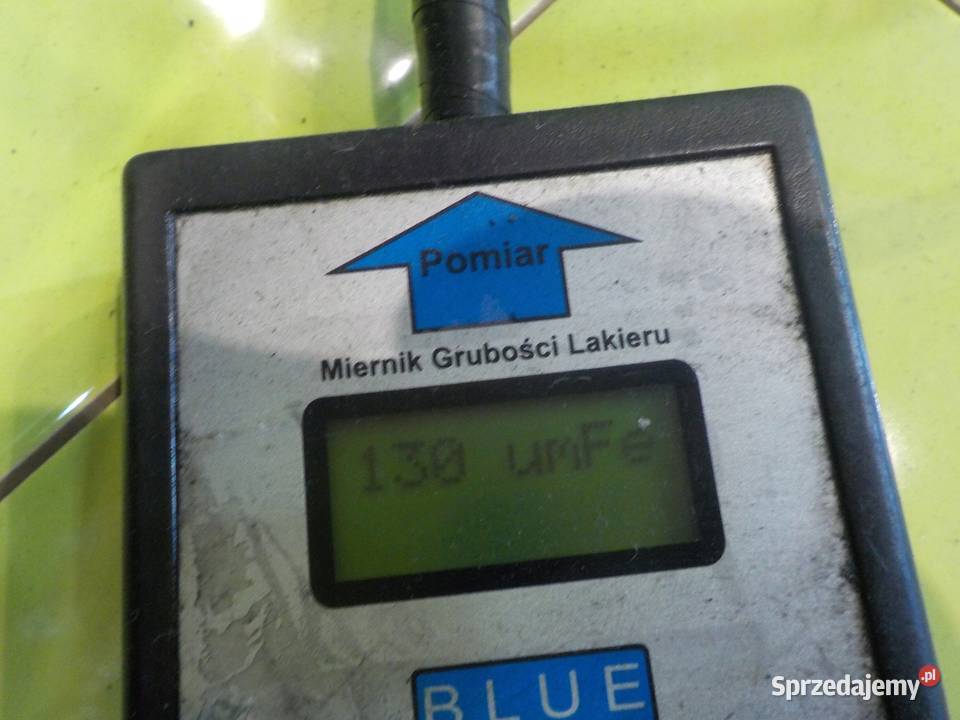 Pomiar
Miernik Grubości Lakieru
130 umFe
BLUE
Sprzedajemy.pl